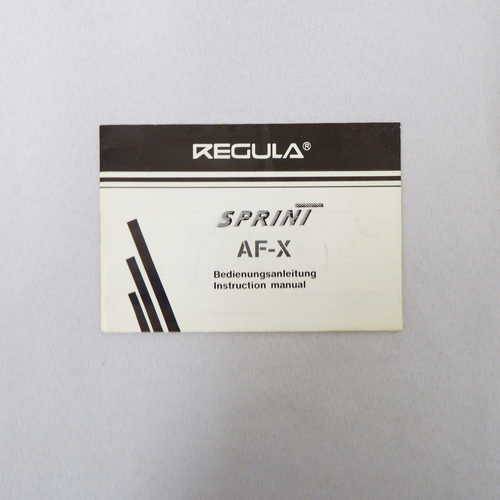 REGULA®
SPRINT
AF-X
Bedienungsanleitung
Instruction manual